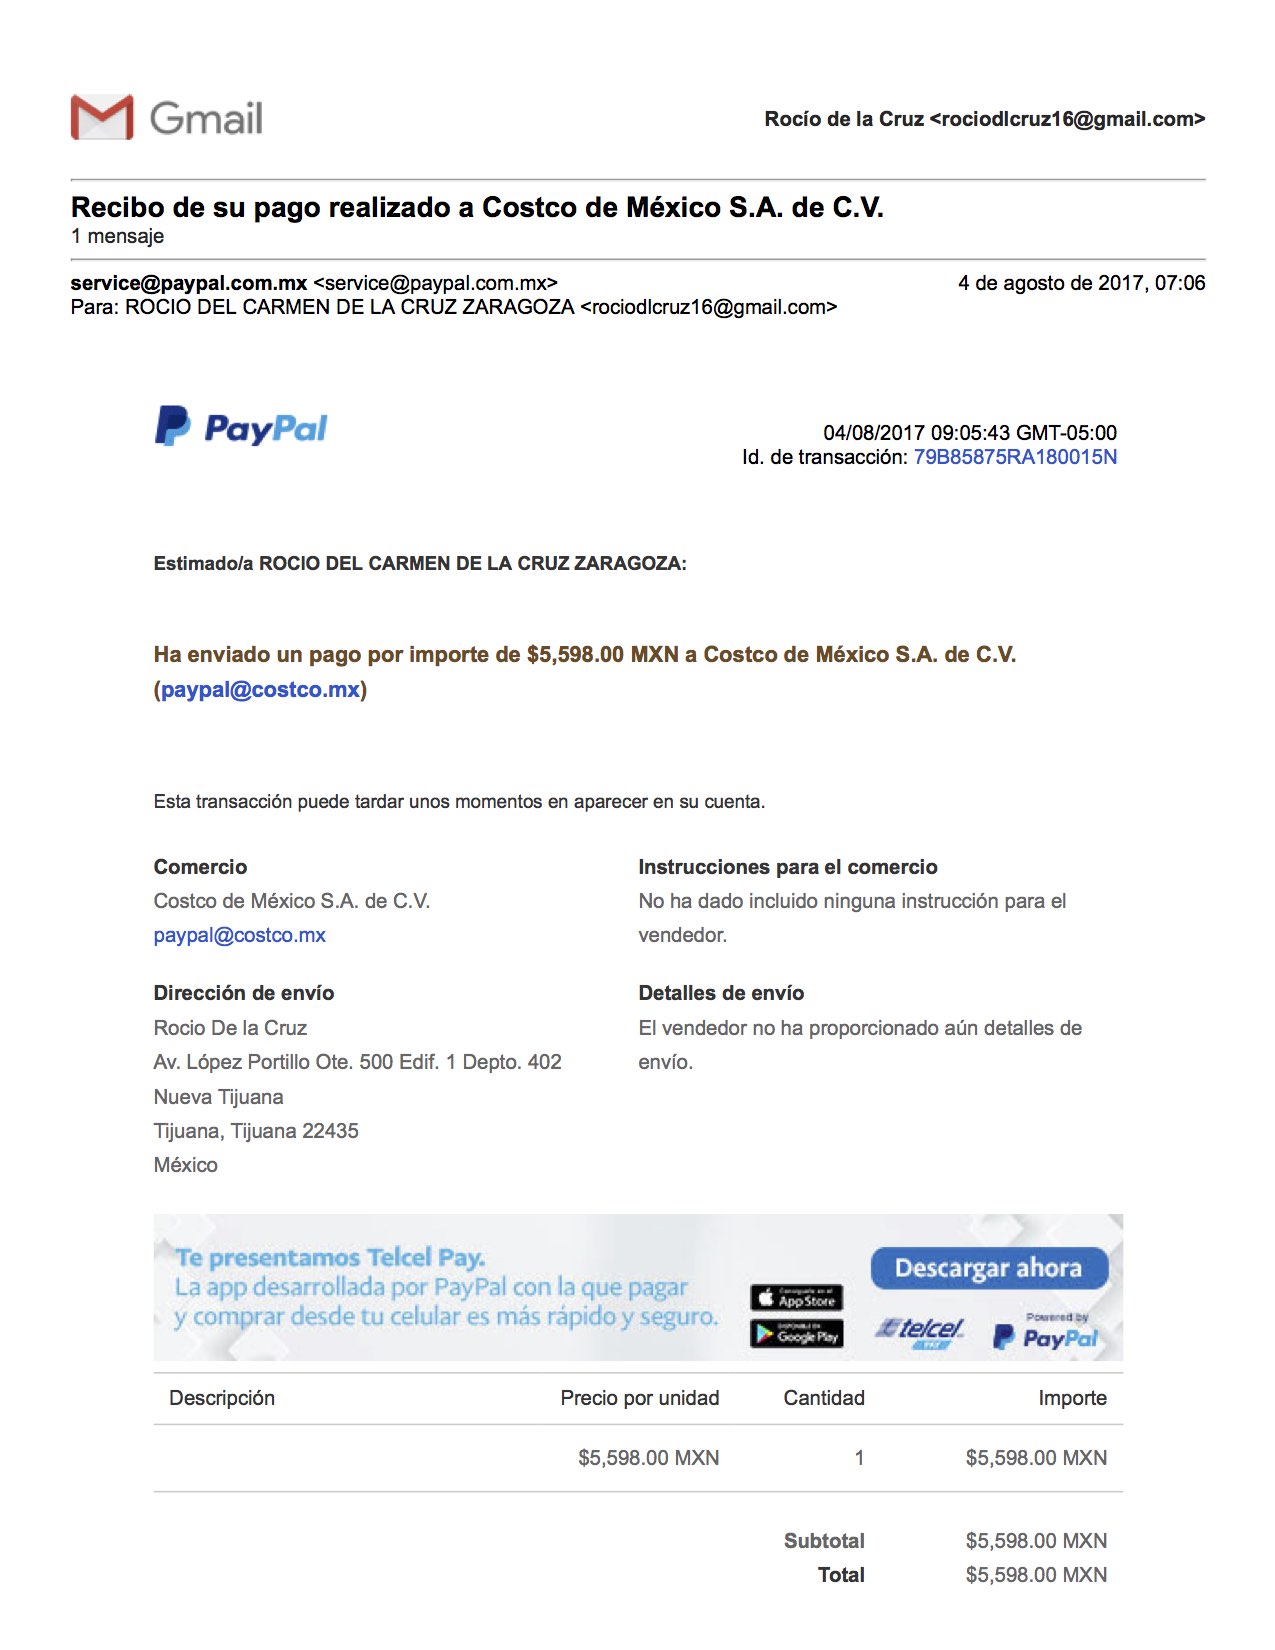 Gmail
Rocío de la Cruz <rociodlcruz16@gmail.com>
Recibo de su pago realizado a Costco de México S.A. de C.V.
1 mensaje
service@paypal.com.mx <service@paypal.com.mx>
4 de agosto de 2017, 07:06
Para: ROCIO DEL CARMEN DE LA CRUZ ZARAGOZA <rociodlcruz16@gmail.com>
PayPal
04/08/2017 09:05:43 GMT-05:00
Id. de transacción: 79B85875RA180015N
Estimado/a ROCIO DEL CARMEN DE LA CRUZ ZARAGOZA:
Ha enviado un pago por importe de $5,598.00 MXN a Costco de México S.A. de C.V.
(paypal@costco.mx)
Esta transacción puede tardar unos momentos en aparecer en su cuenta.
Comercio
Costco de México S.A. de C.V.
paypal@costco.mx
Instrucciones para el comercio
No ha dado incluido ninguna instrucción para el
vendedor.
Dirección de envío
Rocio De la Cruz
Av. López Portillo Ote. 500 Edif. 1 Depto. 402
Nueva Tijuana
Tijuana, Tijuana 22435
México
Detalles de envío
El vendedor no ha proporcionado aún detalles de
envío.
Te presentamos Telcel Pay.
La app desarrollada por PayPal con la que pagar
y comprar desde tu celular es más rápido y seguro.
App Store
DISPONIBLE EN
Google Play
Descargar ahora
telcel
PAY
Powered by
PayPal
Descripción Precio por unidad Cantidad Importe
$5,598.00 MXN 1 $5,598.00 MXN
Subtotal $5,598.00 MXN
Total $5,598.00 MXN